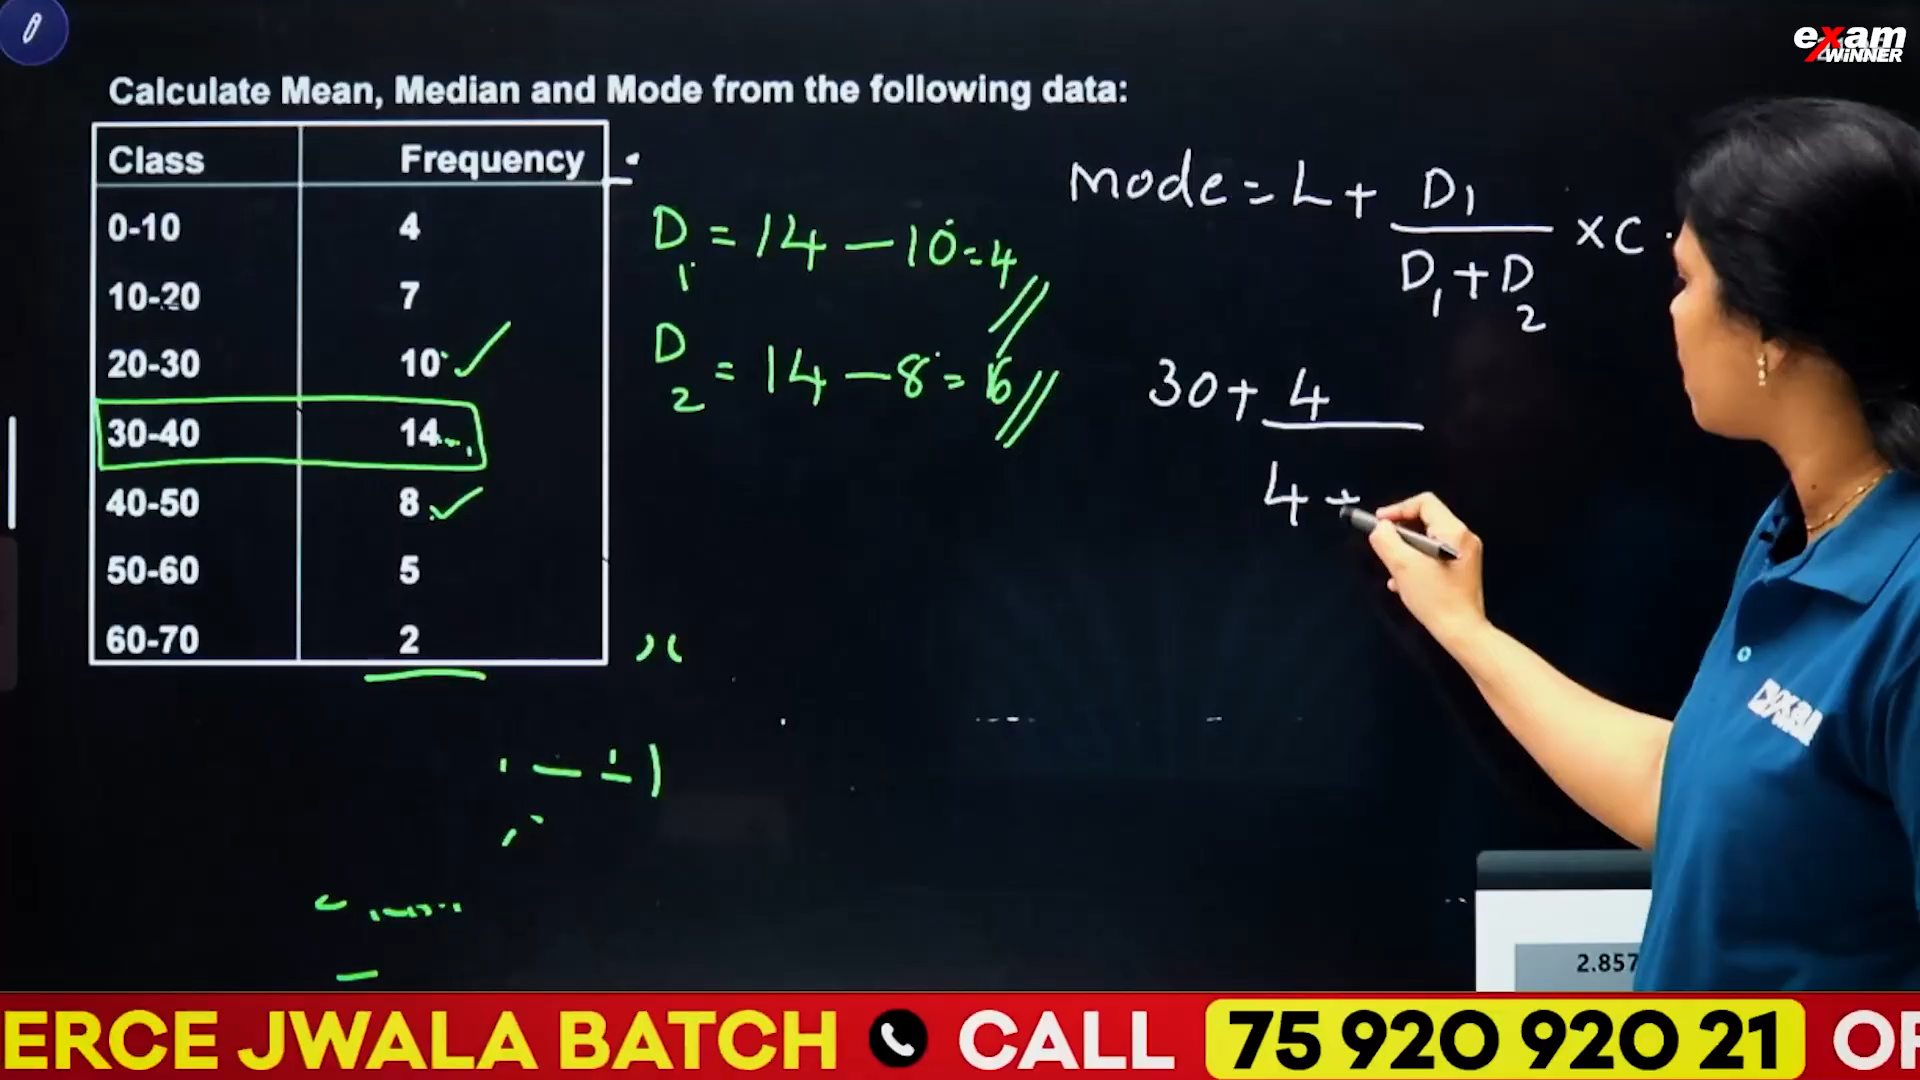 exam
WiNNER
Calculate Mean, Median and Mode from the following data:
Class Frequency
0-10 4
10-20 7
20-30 10
30-40 14
40-50 8
50-60 5
60-70 2
D1 = 14 - 10 = 4
D2 = 14 - 8 = 6
mode = L + D1 / D1 + D2 × C
30 + 4
4 +
2.857
ERCE JWALA BATCH CALL 75 920 920 21 OF